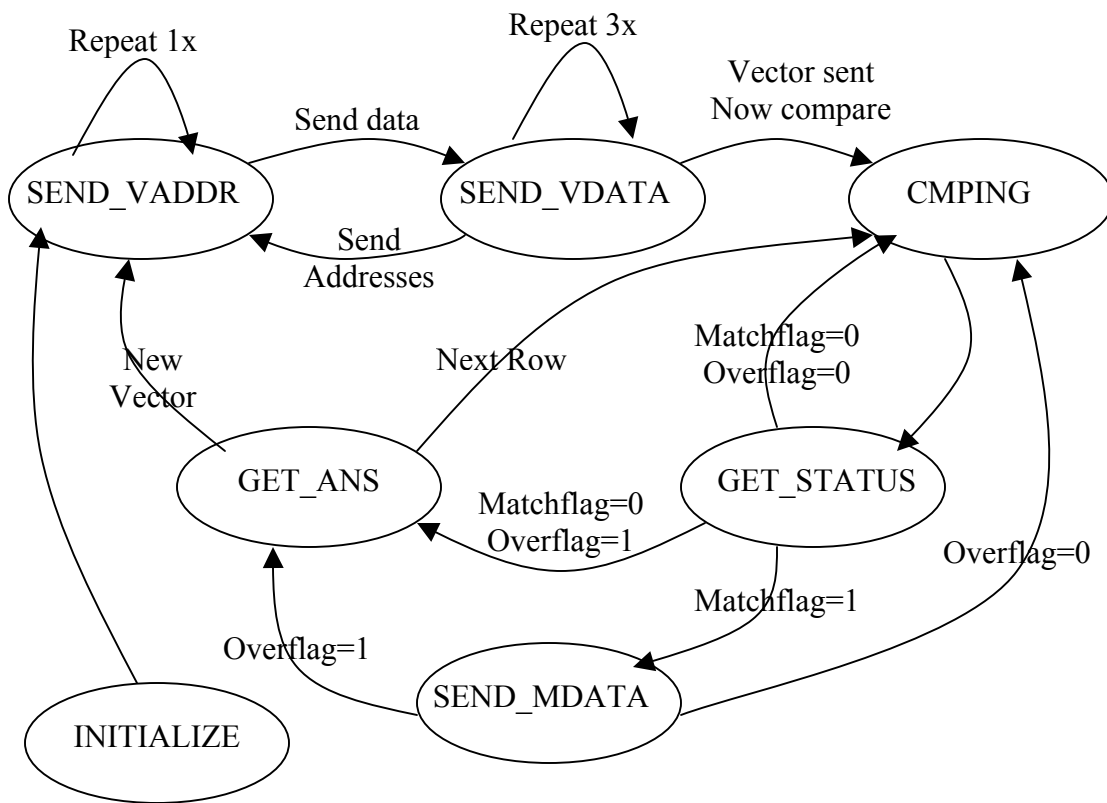 Repeat 1x
Repeat 3x
Vector sent
Now compare
Send data
SEND_VADDR
SEND_VDATA
CMPING
Send
Addresses
New
Vector
Next Row
Matchflag=0
Overflag=0
GET_ANS
GET_STATUS
Matchflag=0
Overflag=1
Overflag=0
Matchflag=1
Overflag=1
SEND_MDATA
INITIALIZE